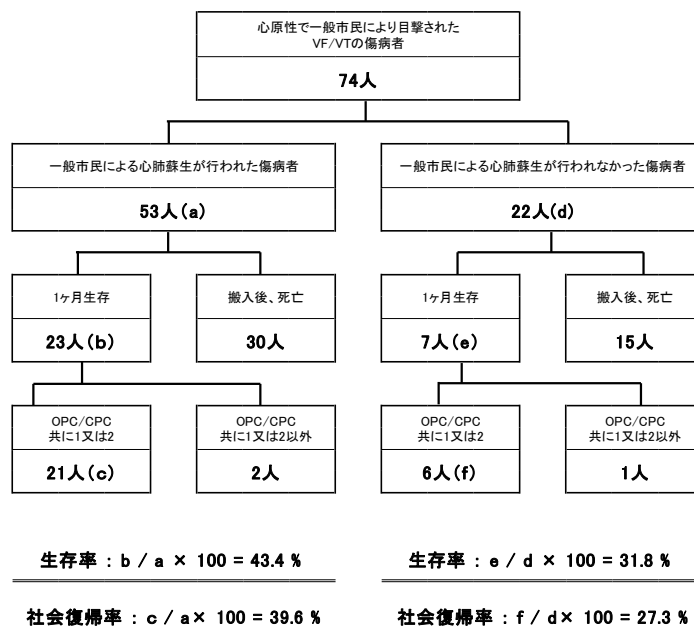 心原性で一般市民により目撃された
VF/VTの傷病者
74人
一般市民による心肺蘇生が行われた傷病者
53人(a)
一般市民による心肺蘇生が行われなかった傷病者
22人(d)
1ヶ月生存
23人(b)
搬入後、死亡
30人
1ヶ月生存
7人(e)
搬入後、死亡
15人
OPC/CPC
共に1又は2
21人(c)
OPC/CPC
共に1又は2以外
2人
OPC/CPC
共に1又は2
6人(f)
OPC/CPC
共に1又は2以外
1人
生存率 : b / a × 100 = 43.4 %
社会復帰率 : c / a× 100 = 39.6 %
生存率 : e / d × 100 = 31.8 %
社会復帰率 : f / d× 100 = 27.3 %